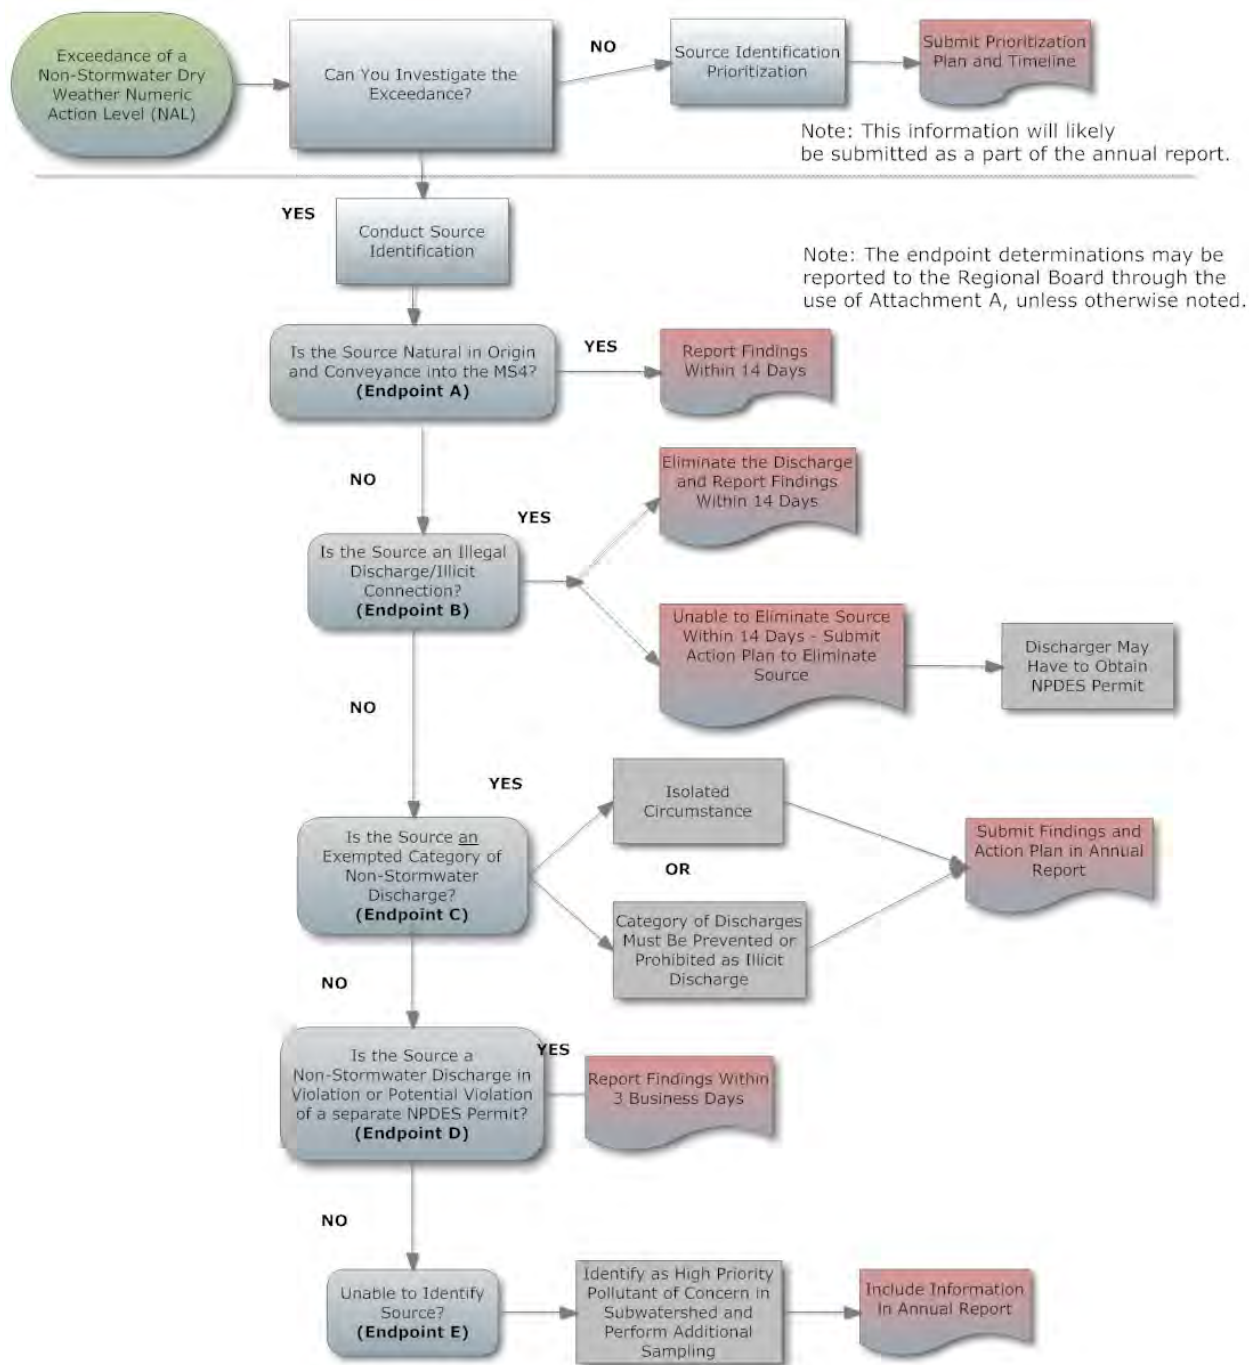 Exceedance of a
Non-Stormwater Dry
Weather Numeric
Action Level (NAL)
Can You Investigate the
Exceedance?
NO
Source Identification
Prioritization
Submit Prioritization
Plan and Timeline
Note: This information will likely
be submitted as a part of the annual report.
YES
Conduct Source
Identification
Note: The endpoint determinations may be
reported to the Regional Board through the
use of Attachment A, unless otherwise noted.
Is the Source Natural in Origin
and Conveyance into the MS4?
(Endpoint A)
YES
Report Findings
Within 14 Days
NO
Eliminate the Discharge
and Report Findings
Within 14 Days
YES
Is the Source an Illegal
Discharge/Illicit
Connection?
(Endpoint B)
Unable to Eliminate Source
Within 14 Days - Submit
Action Plan to Eliminate
Source
Discharger May
Have to Obtain
NPDES Permit
NO
YES
Isolated
Circumstance
Is the Source an
Exempted Category of
Non-Stormwater
Discharge?
(Endpoint C)
OR
Submit Findings and
Action Plan in Annual
Report
Category of Discharges
Must Be Prevented or
Prohibited as Illicit
Discharge
NO
Is the Source a
Non-Stormwater Discharge in
Violation or Potential Violation
of a separate NPDES Permit?
(Endpoint D)
YES
Report Findings Within
3 Business Days
NO
Unable to Identify
Source?
(Endpoint E)
Identify as High Priority
Pollutant of Concern in
Subwatershed and
Perform Additional
Sampling
Include Information
In Annual Report